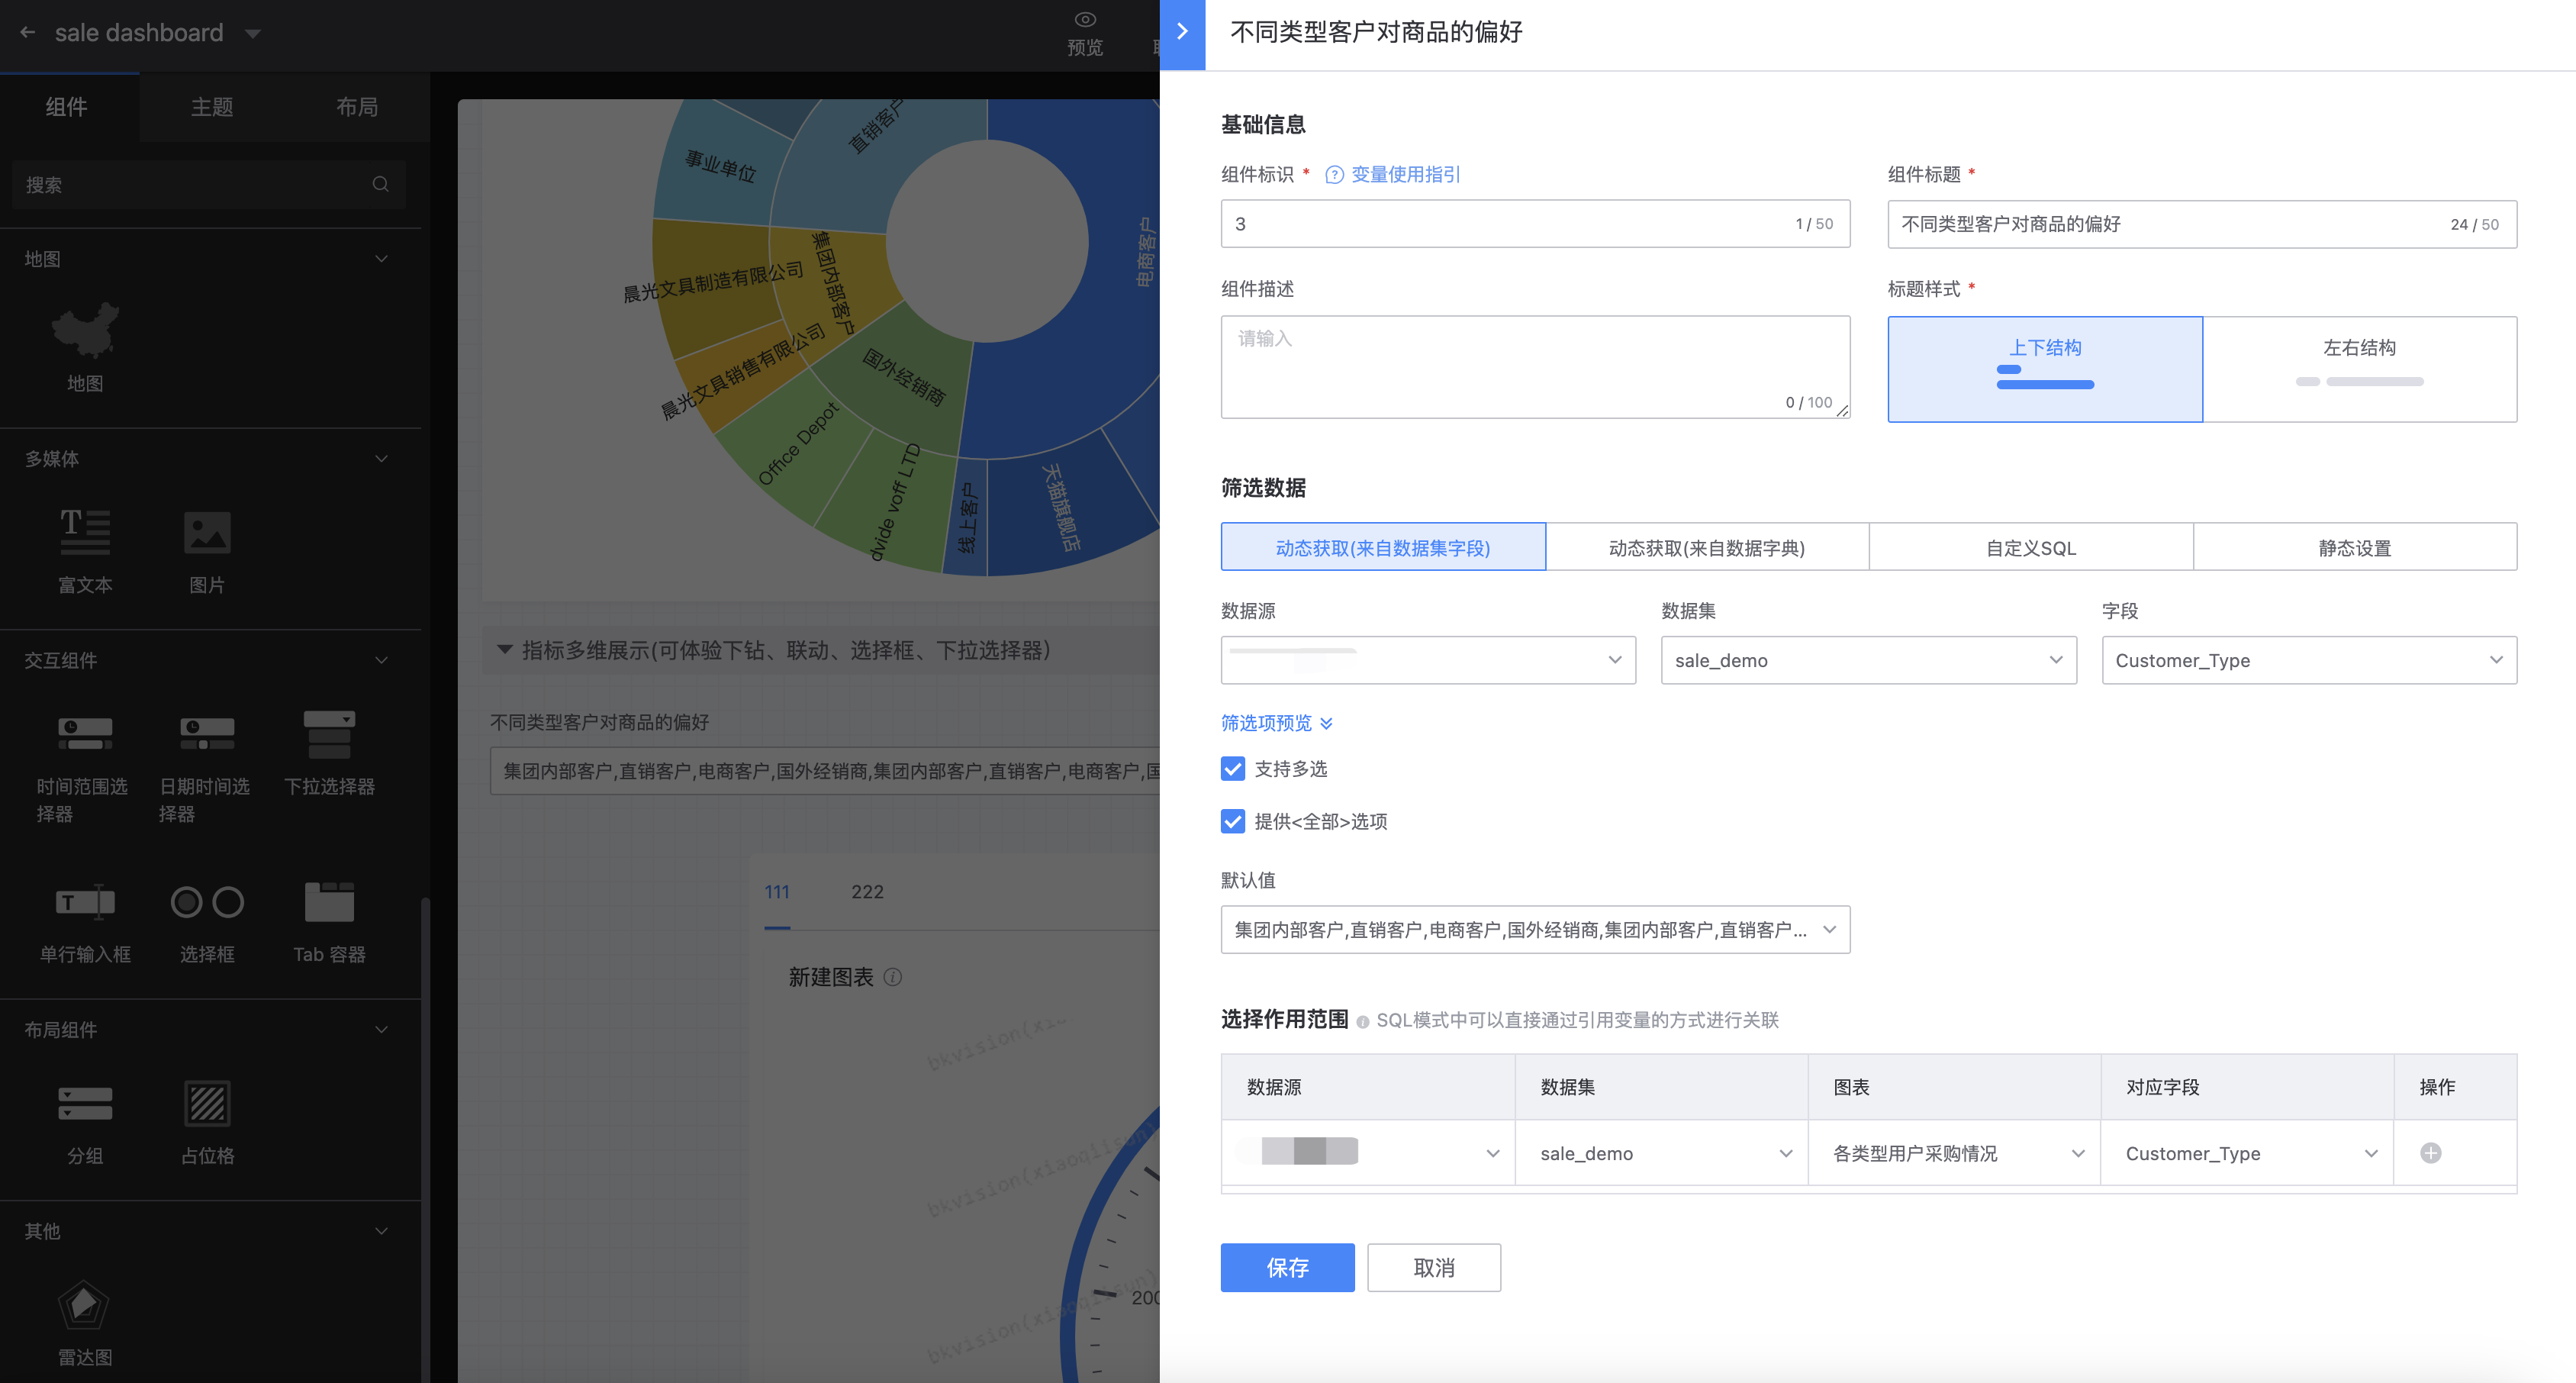 sale dashboard
预览
组件
主题
布局
搜索
地图
地图
多媒体
富文本
图片
交互组件
时间范围选
择器
日期时间选
择器
下拉选择器
单行输入框
选择框
Tab 容器
布局组件
分组
占位格
其他
雷达图
直销客户
事业单位
电商客户
集团内部客户
晨光文具制造有限公司
晨光文具销售有限公司
国外经销商
Office Depot
dvide voff LTD
线上客户
天猫旗舰店
指标多维展示(可体验下钻、联动、选择框、下拉选择器)
不同类型客户对商品的偏好
集团内部客户,直销客户,电商客户,国外经销商,集团内部客户,直销客户,电商客户,国
111
222
新建图表
bkvision(xi
bkvision(xiaoqiisun)
bkvision(xiaoqiisun)
200
不同类型客户对商品的偏好
基础信息
组件标识 *
变量使用指引
组件标题 *
3
1 / 50
不同类型客户对商品的偏好
24 / 50
组件描述
标题样式 *
请输入
0 / 100
上下结构
左右结构
筛选数据
动态获取(来自数据集字段)
动态获取(来自数据字典)
自定义SQL
静态设置
数据源
数据集
字段
sale_demo
Customer_Type
筛选项预览
支持多选
提供<全部>选项
默认值
集团内部客户,直销客户,电商客户,国外经销商,集团内部客户,直销客户...
选择作用范围
SQL模式中可以直接通过引用变量的方式进行关联
数据源
数据集
图表
对应字段
操作
sale_demo
各类型用户采购情况
Customer_Type
保存
取消